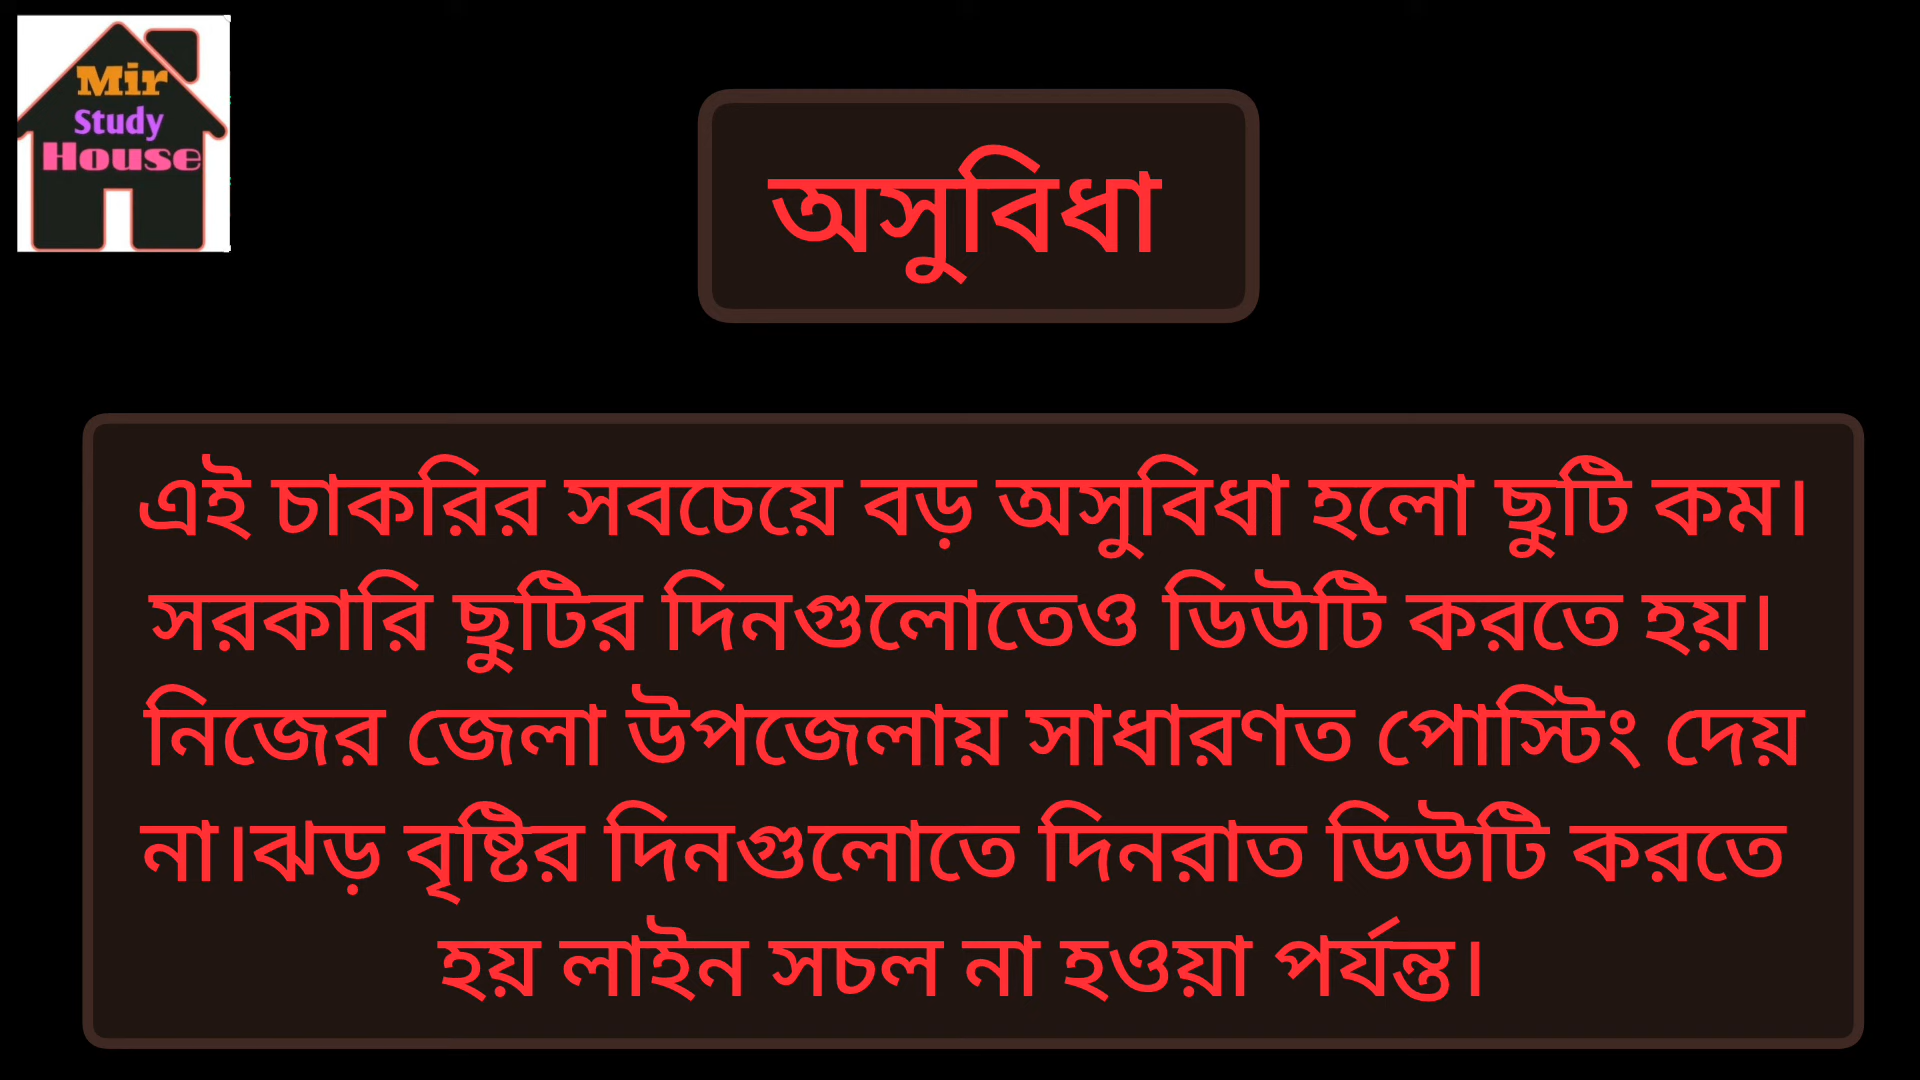 Mir
Study
House
অসুবিধা
এই চাকরির সবচেয়ে বড় অসুবিধা হলো ছুটি কম।
সরকারি ছুটির দিনগুলোতেও ডিউটি করতে হয়।
নিজের জেলা উপজেলায় সাধারণত পোস্টিং দেয়
না।ঝড় বৃষ্টির দিনগুলোতে দিনরাত ডিউটি করতে
হয় লাইন সচল না হওয়া পর্যন্ত।